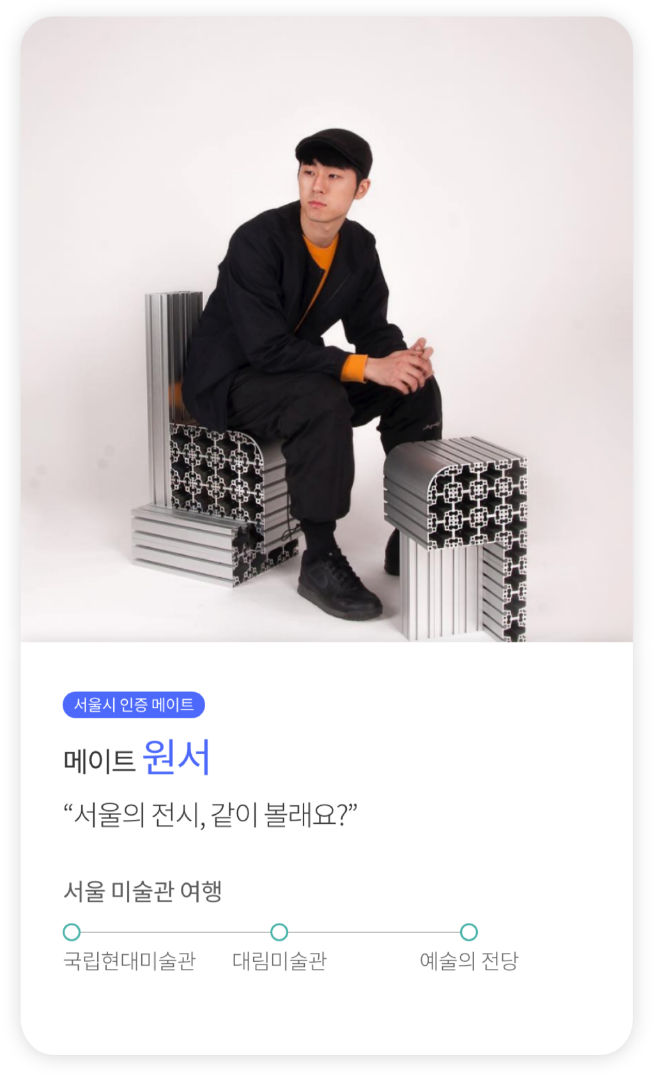 서울시 인증 메이트
메이트 원서
“서울의 전시, 같이 볼래요?”
서울 미술관 여행
국립현대미술관 대림미술관 예술의 전당